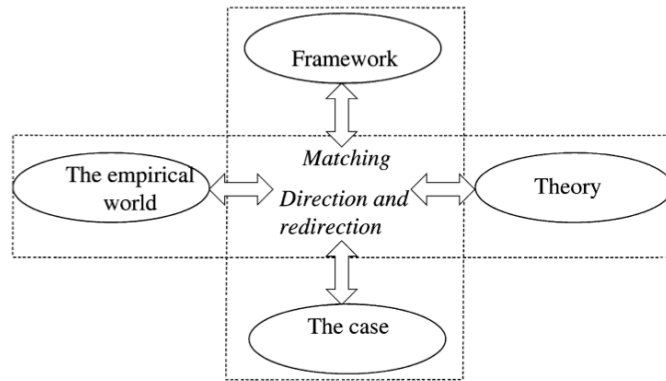 Framework
Matching
The empirical
world
Direction and
redirection
Theory
The case